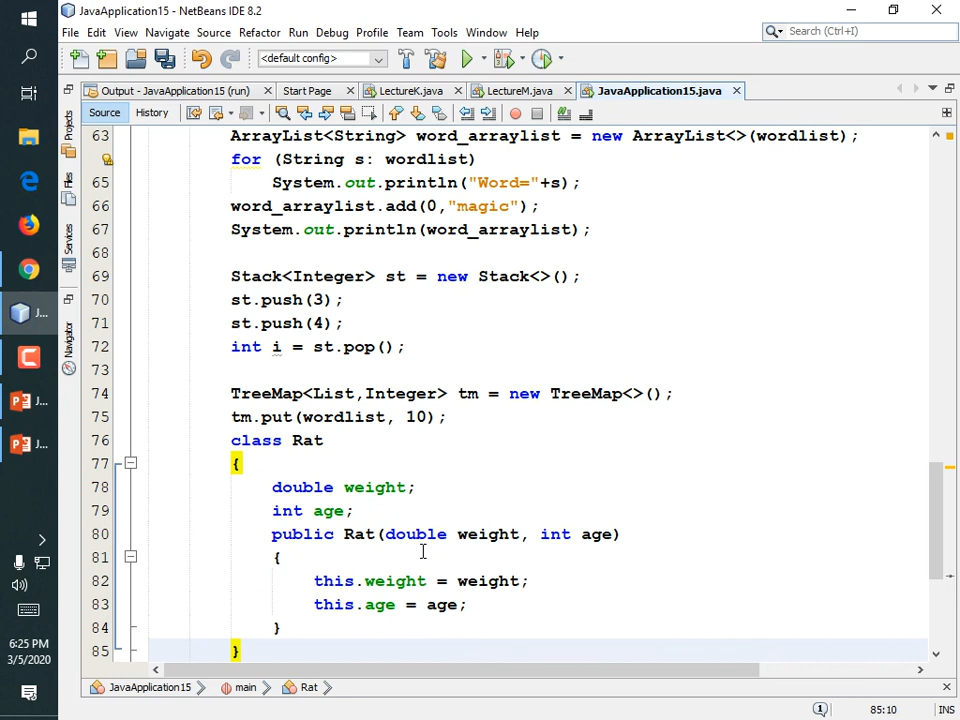 JavaApplication15 - NetBeans IDE 8.2
File Edit View Navigate Source Refactor Run Debug Profile Team Tools Window Help
Search (Ctrl+I)
<default config>
Output - JavaApplication15 (run) Start Page LectureK.java LectureM.java JavaApplication15.java
Source History
Projects
Files
Services
Navigator
63 ArrayList<String> word_arraylist = new ArrayList<>(wordlist);
for (String s: wordlist)
65 System.out.println("Word="+s);
66 word_arraylist.add(0,"magic");
67 System.out.println(word_arraylist);
68
69 Stack<Integer> st = new Stack<>();
70 st.push(3);
71 st.push(4);
72 int i = st.pop();
73
74 TreeMap<List,Integer> tm = new TreeMap<>();
75 tm.put(wordlist, 10);
76 class Rat
77 {
78 double weight;
79 int age;
80 public Rat(double weight, int age)
81 {
82 this.weight = weight;
83 this.age = age;
84 }
85 }
JavaApplication15 main Rat
1 85:10 INS
J...
J...
J...
6:25 PM
3/5/2020